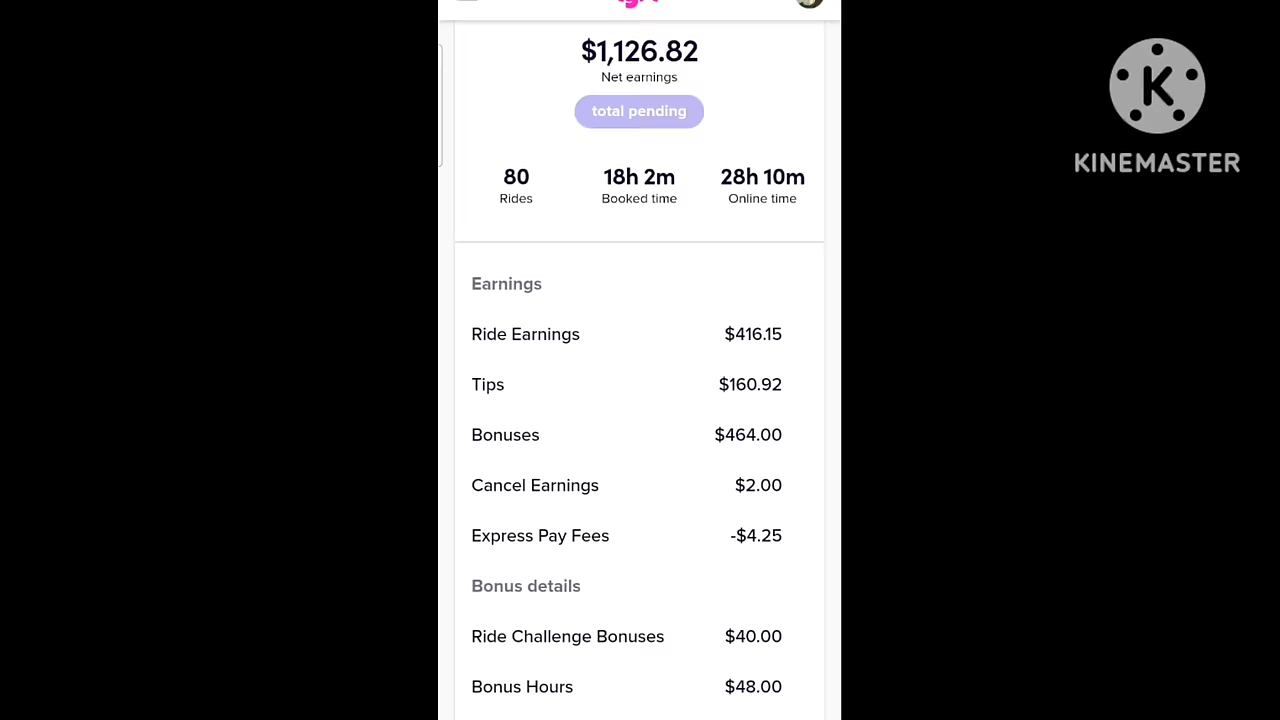 $1,126.82
Net earnings
total pending
80 18h 2m 28h 10m
Rides Booked time Online time
Earnings
Ride Earnings $416.15
Tips $160.92
Bonuses $464.00
Cancel Earnings $2.00
Express Pay Fees -$4.25
Bonus details
Ride Challenge Bonuses $40.00
Bonus Hours $48.00
K
KINEMASTER